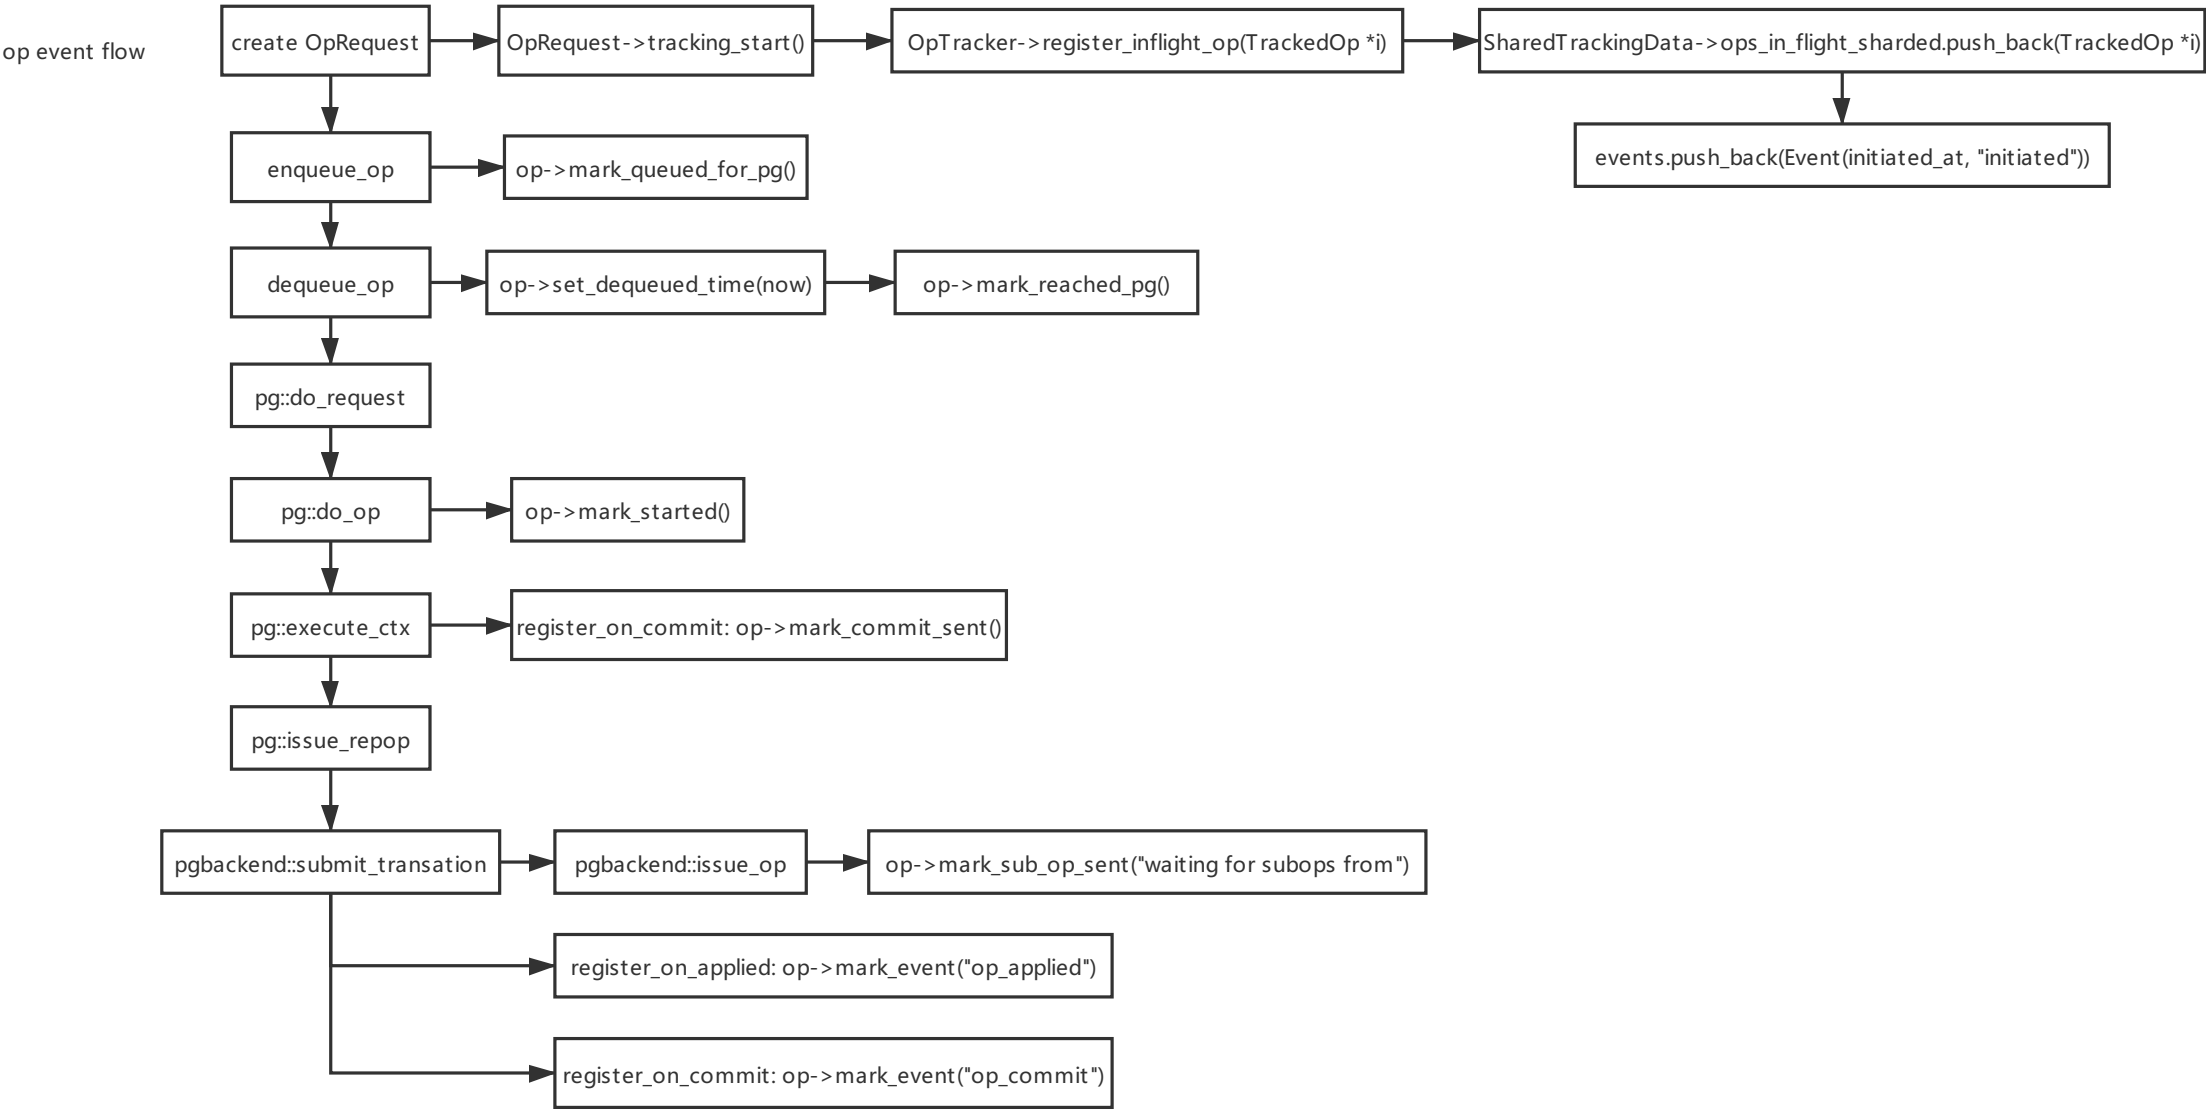 op event flow
create OpRequest
OpRequest->tracking_start()
OpTracker->register_inflight_op(TrackedOp *i)
SharedTrackingData->ops_in_flight_sharded.push_back(TrackedOp *i)
events.push_back(Event(initiated_at, "initiated"))
enqueue_op
op->mark_queued_for_pg()
dequeue_op
op->set_dequeued_time(now)
op->mark_reached_pg()
pg::do_request
pg::do_op
op->mark_started()
pg::execute_ctx
register_on_commit: op->mark_commit_sent()
pg::issue_repop
pgbackend::submit_transation
pgbackend::issue_op
op->mark_sub_op_sent("waiting for subops from")
register_on_applied: op->mark_event("op_applied")
register_on_commit: op->mark_event("op_commit")